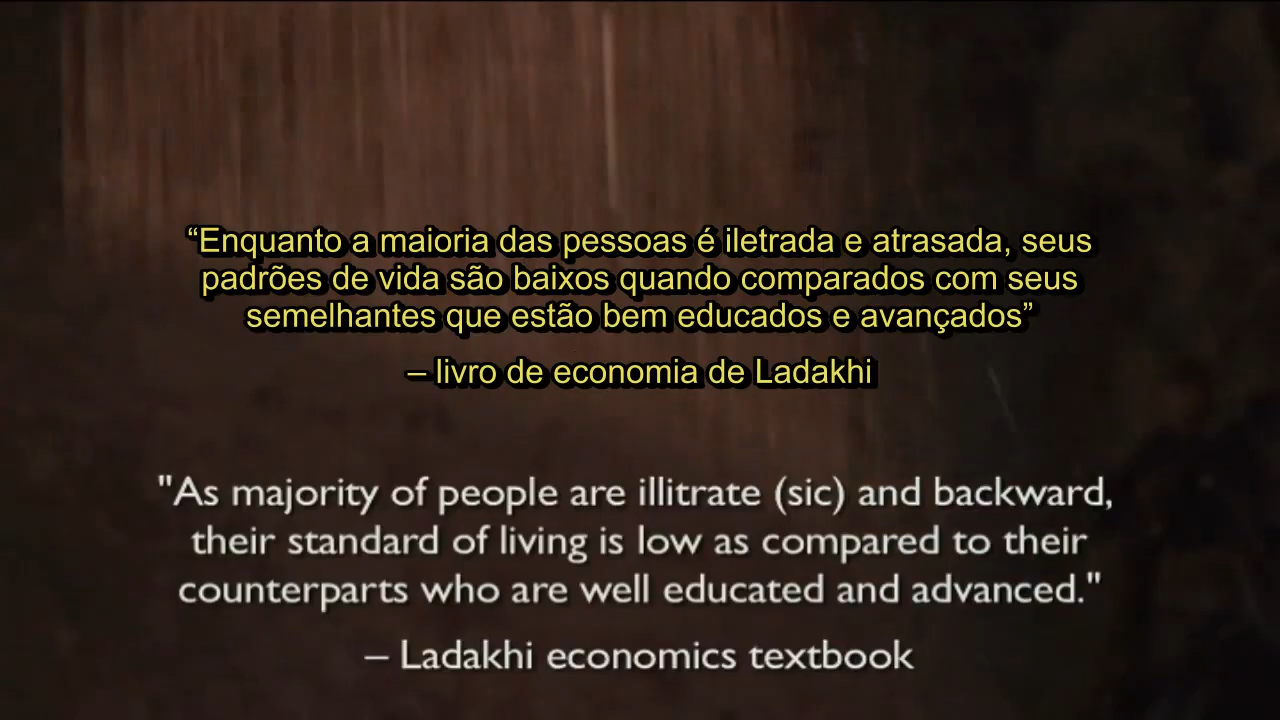 “Enquanto a maioria das pessoas é iletrada e atrasada, seus
padrões de vida são baixos quando comparados com seus
semelhantes que estão bem educados e avançados”
– livro de economia de Ladakhi
"As majority of people are illitrate (sic) and backward,
their standard of living is low as compared to their
counterparts who are well educated and advanced."
– Ladakhi economics textbook